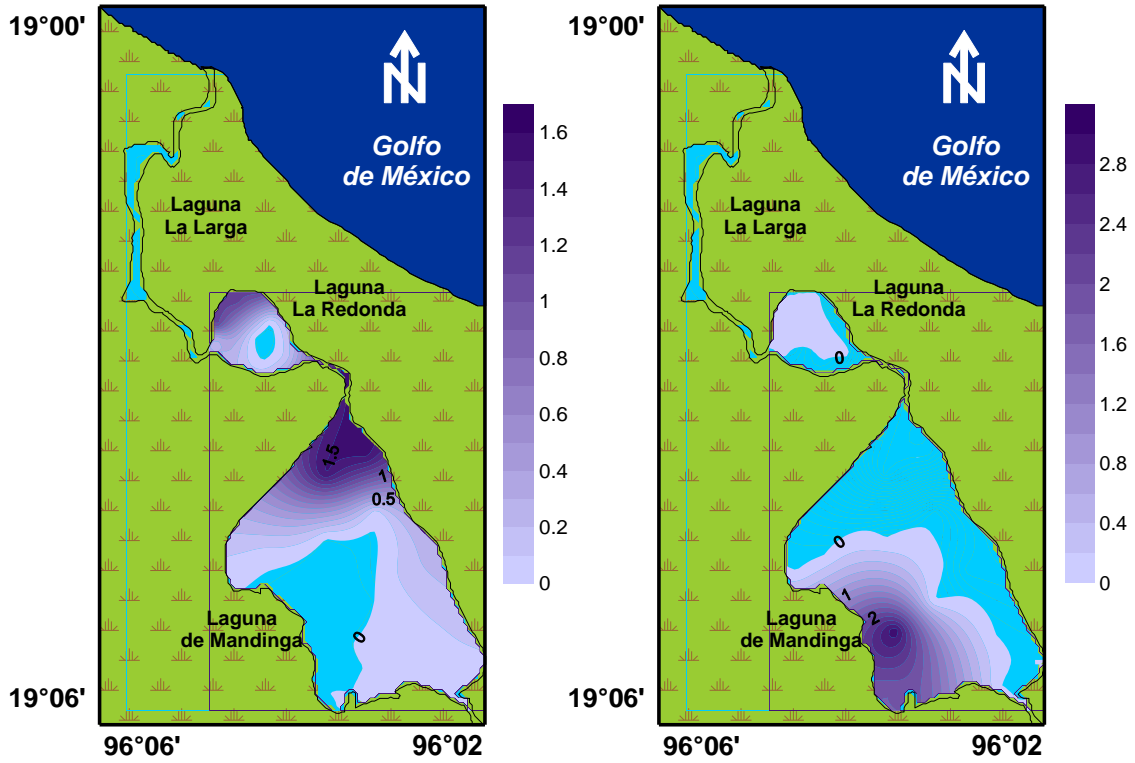 19°00'
N
Golfo
de México
Laguna
La Larga
Laguna
La Redonda
1.5
1
0.5
Laguna
de Mandinga
0
19°06'
96°06'
96°02
1.6
1.4
1.2
1
0.8
0.6
0.4
0.2
0
19°00'
N
Golfo
de México
Laguna
La Larga
Laguna
La Redonda
0
0
1
2
Laguna
de Mandinga
19°06'
96°06'
96°02
2.8
2.4
2
1.6
1.2
0.8
0.4
0